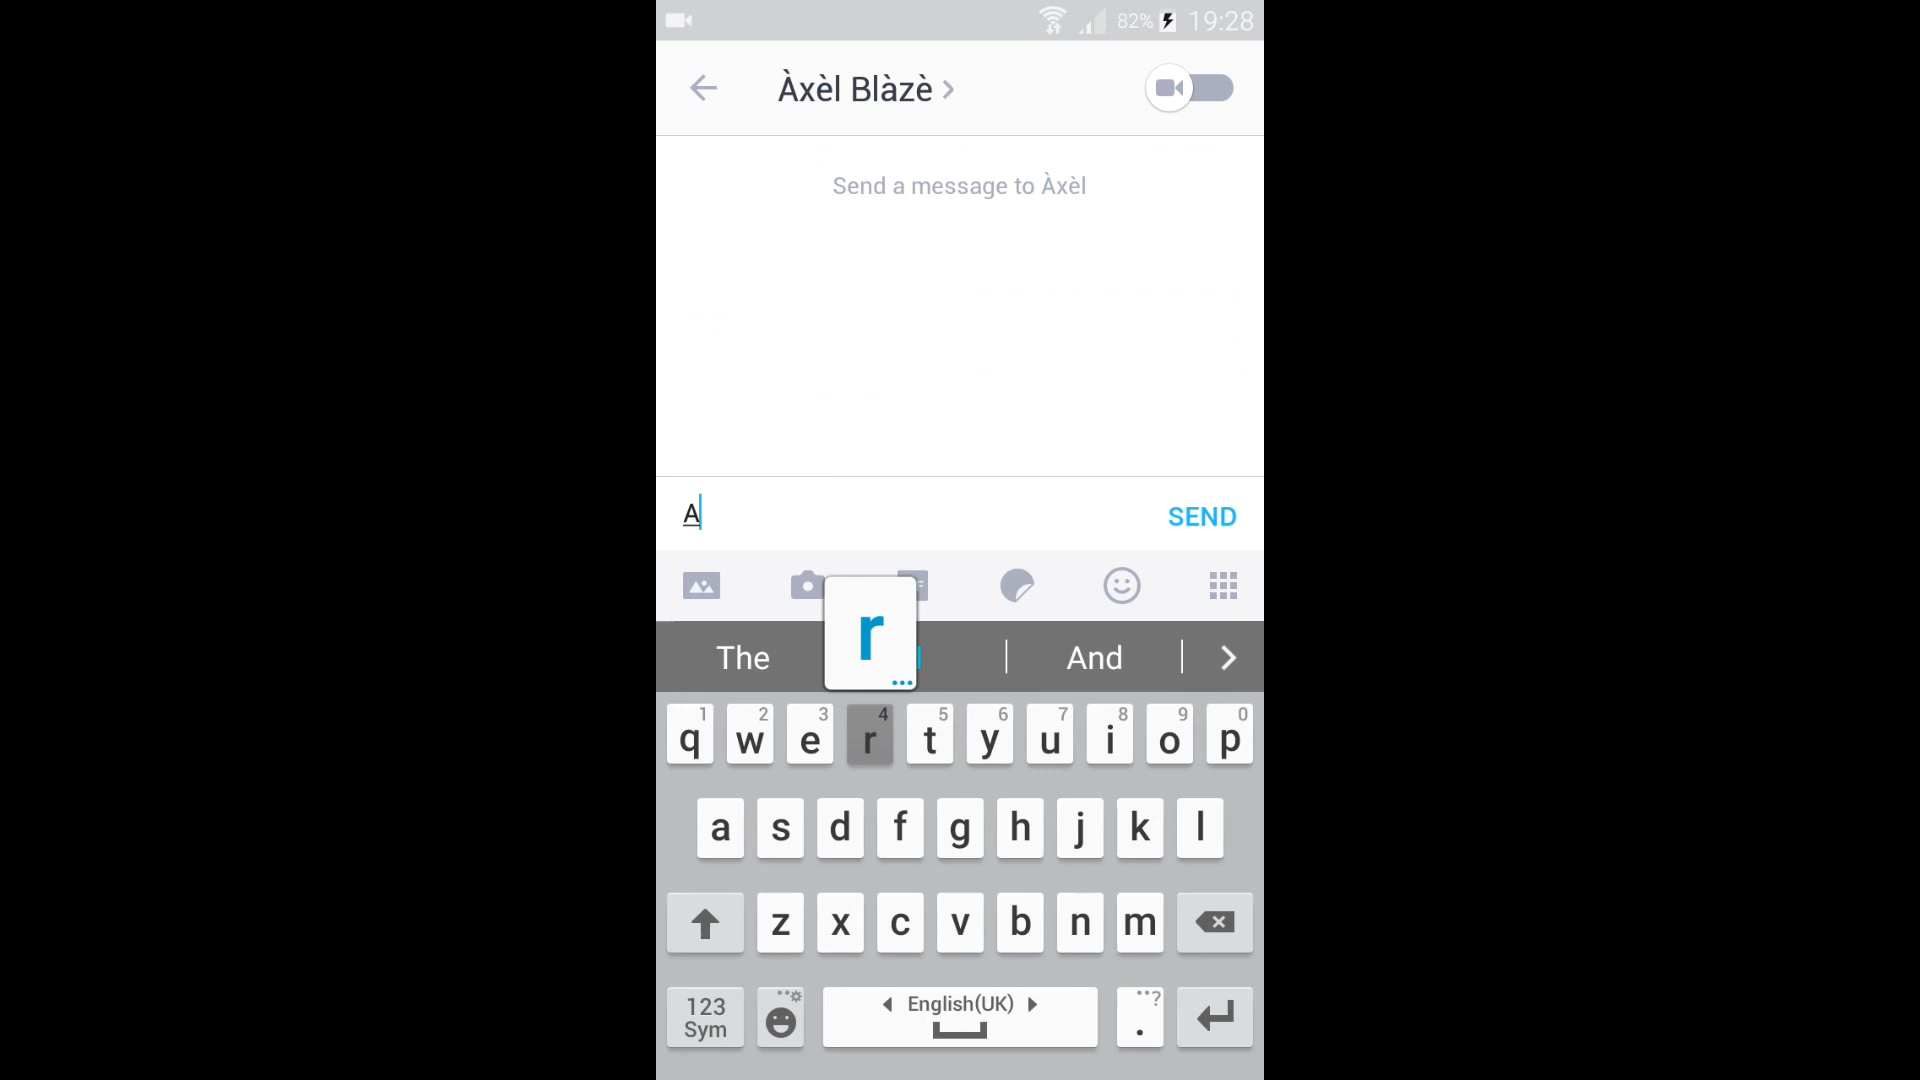 82% 19:28
Àxèl Blàzè
Send a message to Àxèl
A
SEND
r
The And
1 2 3 4 5 6 7 8 9 0
q w e r t y u i o p
a s d f g h j k l
z x c v b n m
123
Sym
English(UK)
. ?